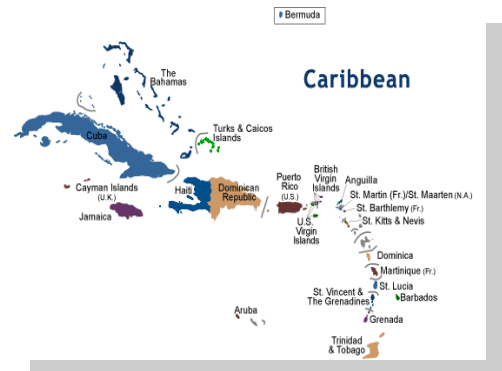 Bermuda
Caribbean
The
Bahamas
Cuba
Turks & Caicos
Islands
Cayman Islands
(U.K.)
Jamaica
Haiti
Dominican
Republic
Puerto
Rico
(U.S.)
British
Virgin
Islands
U.S.
Virgin
Islands
Anguilla
St. Martin (Fr.)/St. Maarten (N.A.)
St. Barthlemy (Fr.)
St. Kitts & Nevis
Dominica
Martinique (Fr.)
St. Lucia
St. Vincent &
The Grenadines
Barbados
Grenada
Aruba
Trinidad
& Tobago